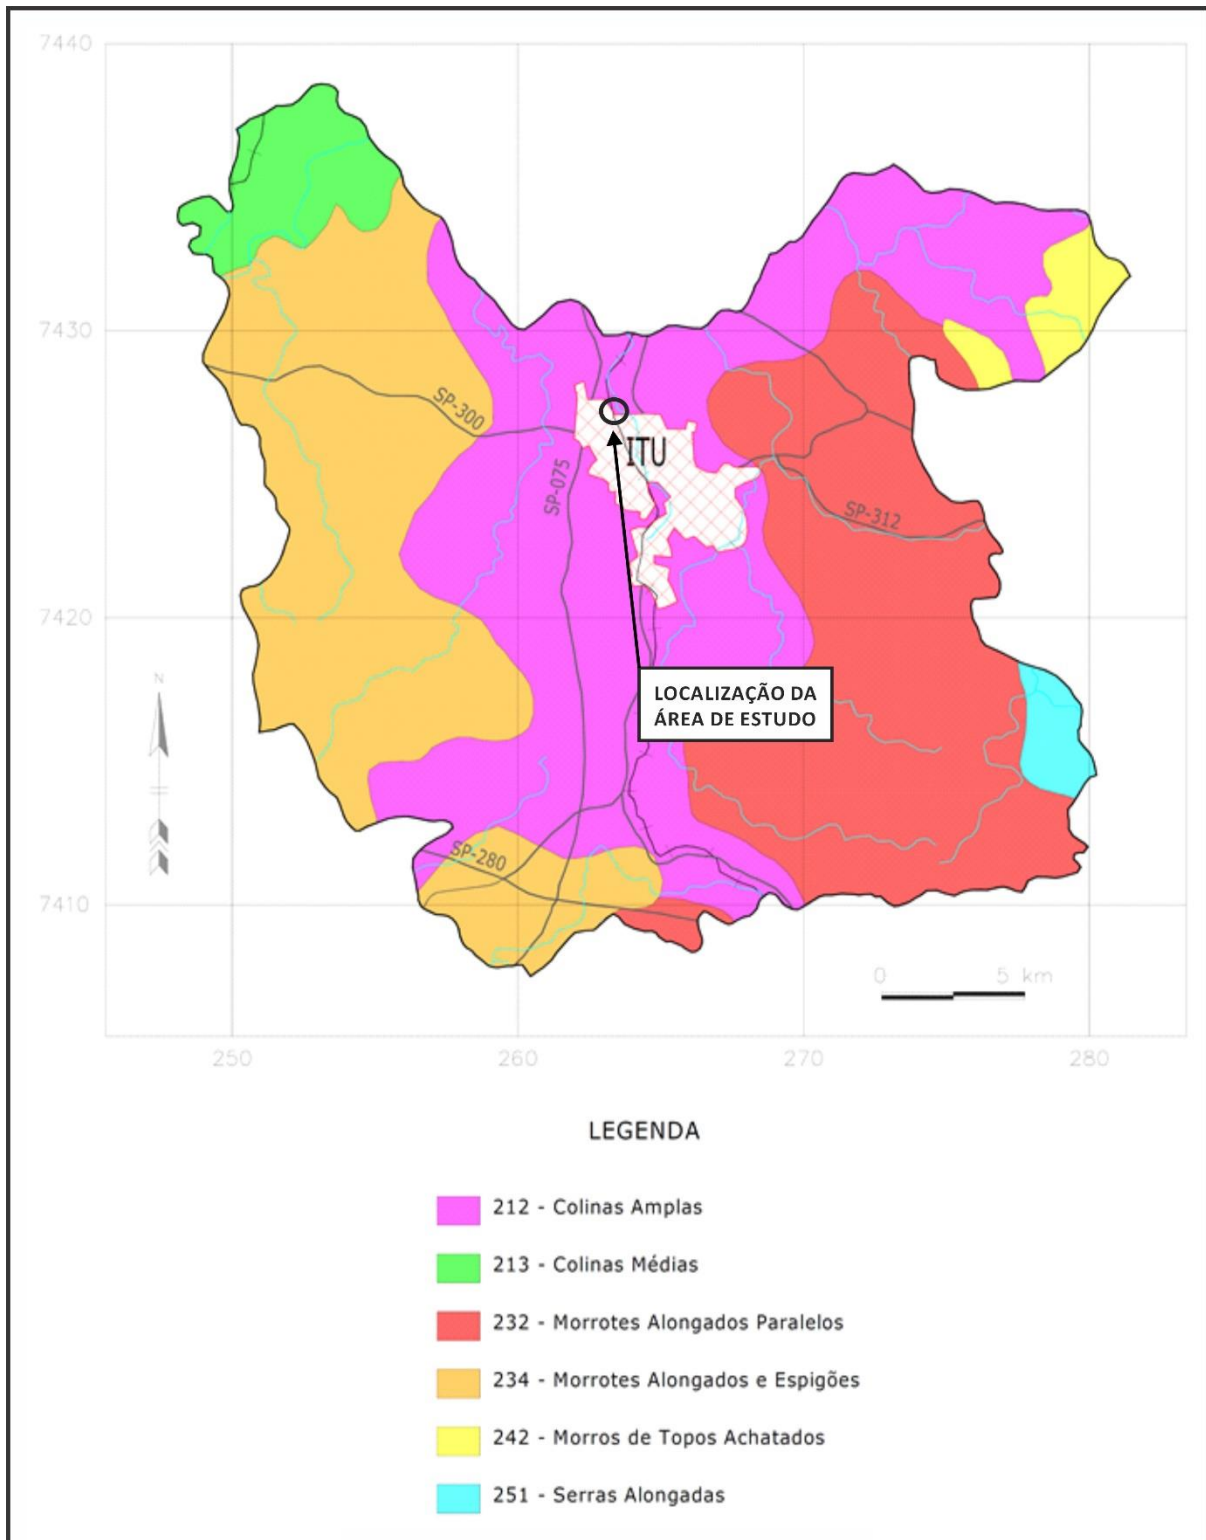 7440
7430
7420
7410
N
SP-300
SP-075
ITU
SP-312
LOCALIZAÇÃO DA
ÁREA DE ESTUDO
SP-280
0 5 km
250 260 270 280
LEGENDA
212 - Colinas Amplas
213 - Colinas Médias
232 - Morrotes Alongados Paralelos
234 - Morrotes Alongados e Espigões
242 - Morros de Topos Achatados
251 - Serras Alongadas